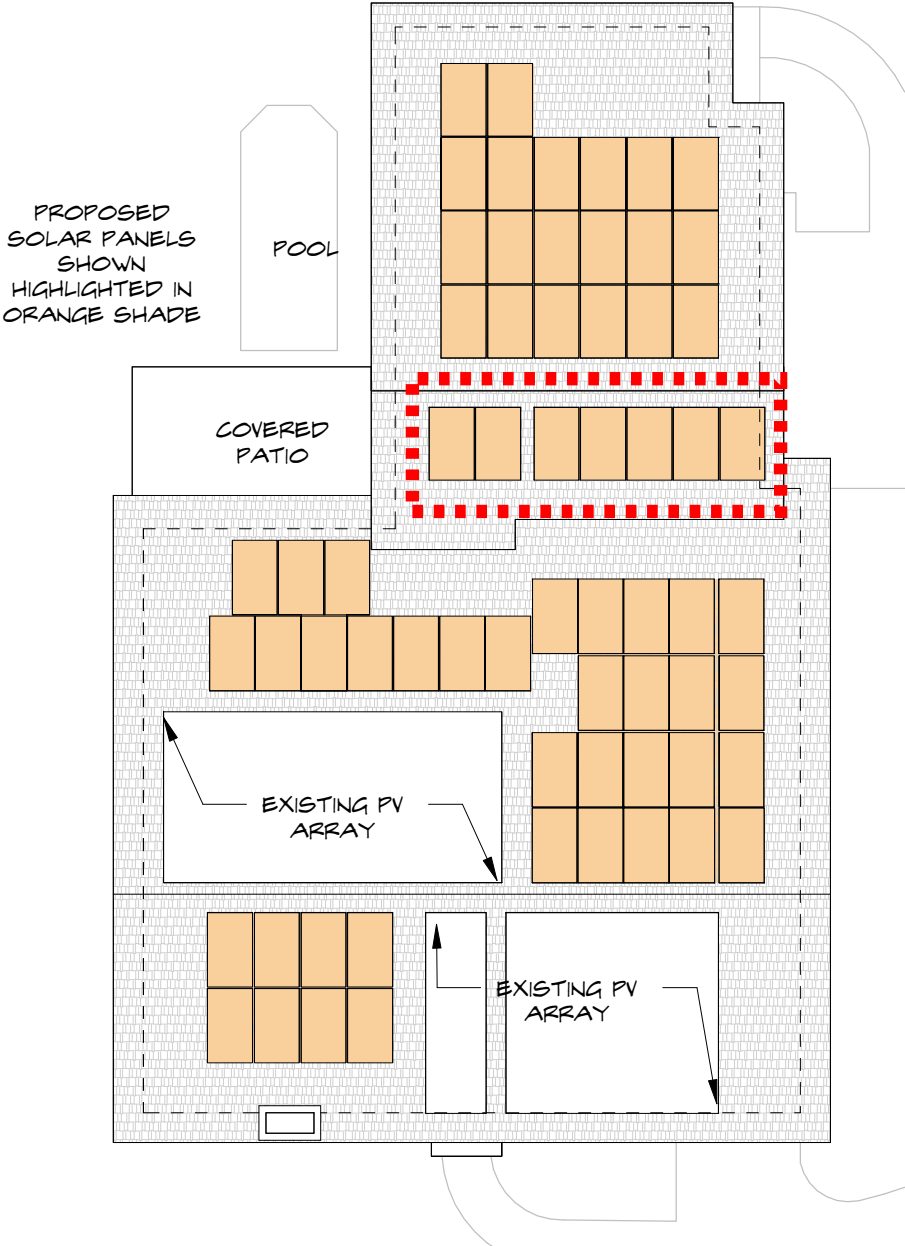 PROPOSED
SOLAR PANELS
SHOWN
HIGHLIGHTED IN
ORANGE SHADE
POOL
COVERED
PATIO
EXISTING PV
ARRAY
EXISTING PV
ARRAY